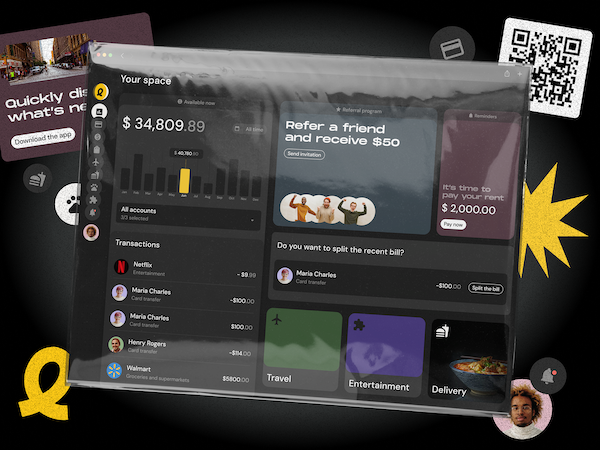 Quickly dis
what's ne
Download the app
Your space
Available now
$ 34,809.89
All time
$ 40,780.90
All accounts
3/3 selected
Transactions
Netflix
Entertainment
- $9.99
Maria Charles
Card transfer
-$100.00
Maria Charles
Card transfer
$100.00
Henry Rogers
Card transfer
-$114.00
Walmart
Groceries and supermarkets
$5800.00
Referral program
Refer a friend
and receive $50
Send invitation
Reminders
It's time to
pay your rent
$ 2,000.00
Pay now
Do you want to split the recent bill?
Maria Charles
Card transfer
-$100.00
Split the bill
Travel
Entertainment
Delivery